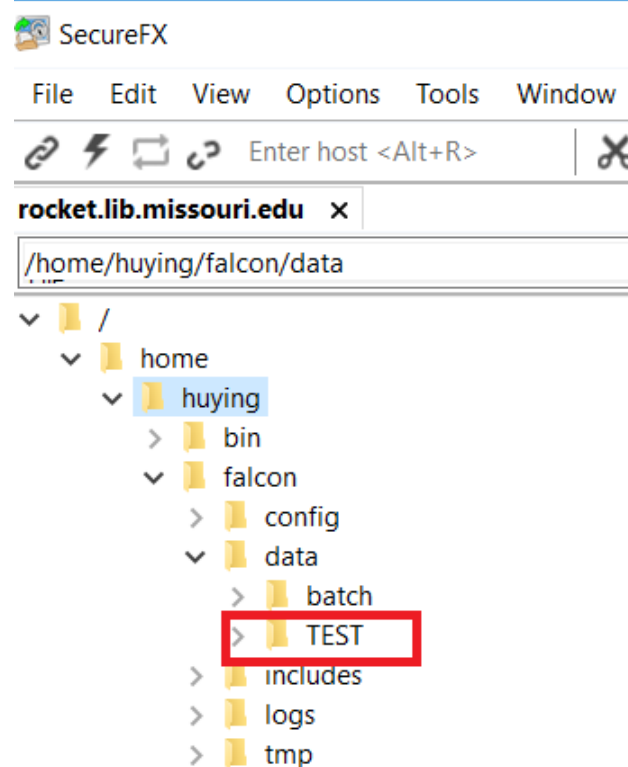 SecureFX
File Edit View Options Tools Window
Enter host <Alt+R>
rocket.lib.missouri.edu x
/home/huying/falcon/data
/
home
huying
bin
falcon
config
data
batch
TEST
includes
logs
tmp